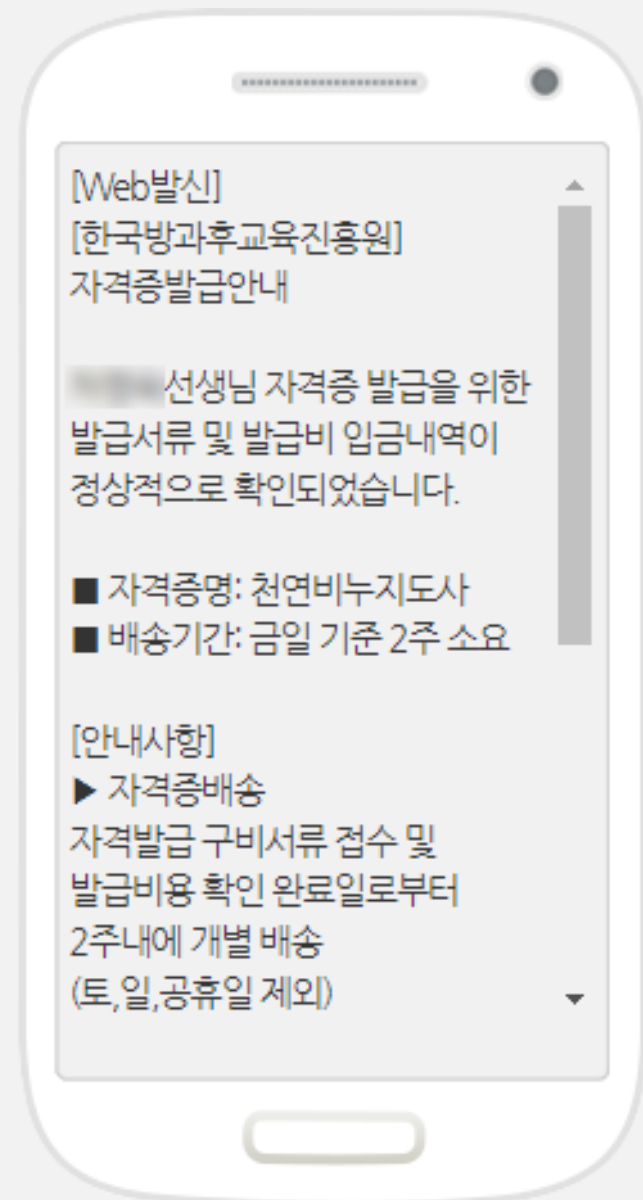 [Web발신]
[한국방과후교육진흥원]
자격증발급안내
선생님 자격증 발급을 위한
발급서류 및 발급비 입금내역이
정상적으로 확인되었습니다.
■ 자격증명: 천연비누지도사
■ 배송기간: 금일 기준 2주 소요
[안내사항]
▶ 자격증배송
자격발급 구비서류 접수 및
발급비용 확인 완료일로부터
2주내에 개별 배송
(토,일,공휴일 제외)